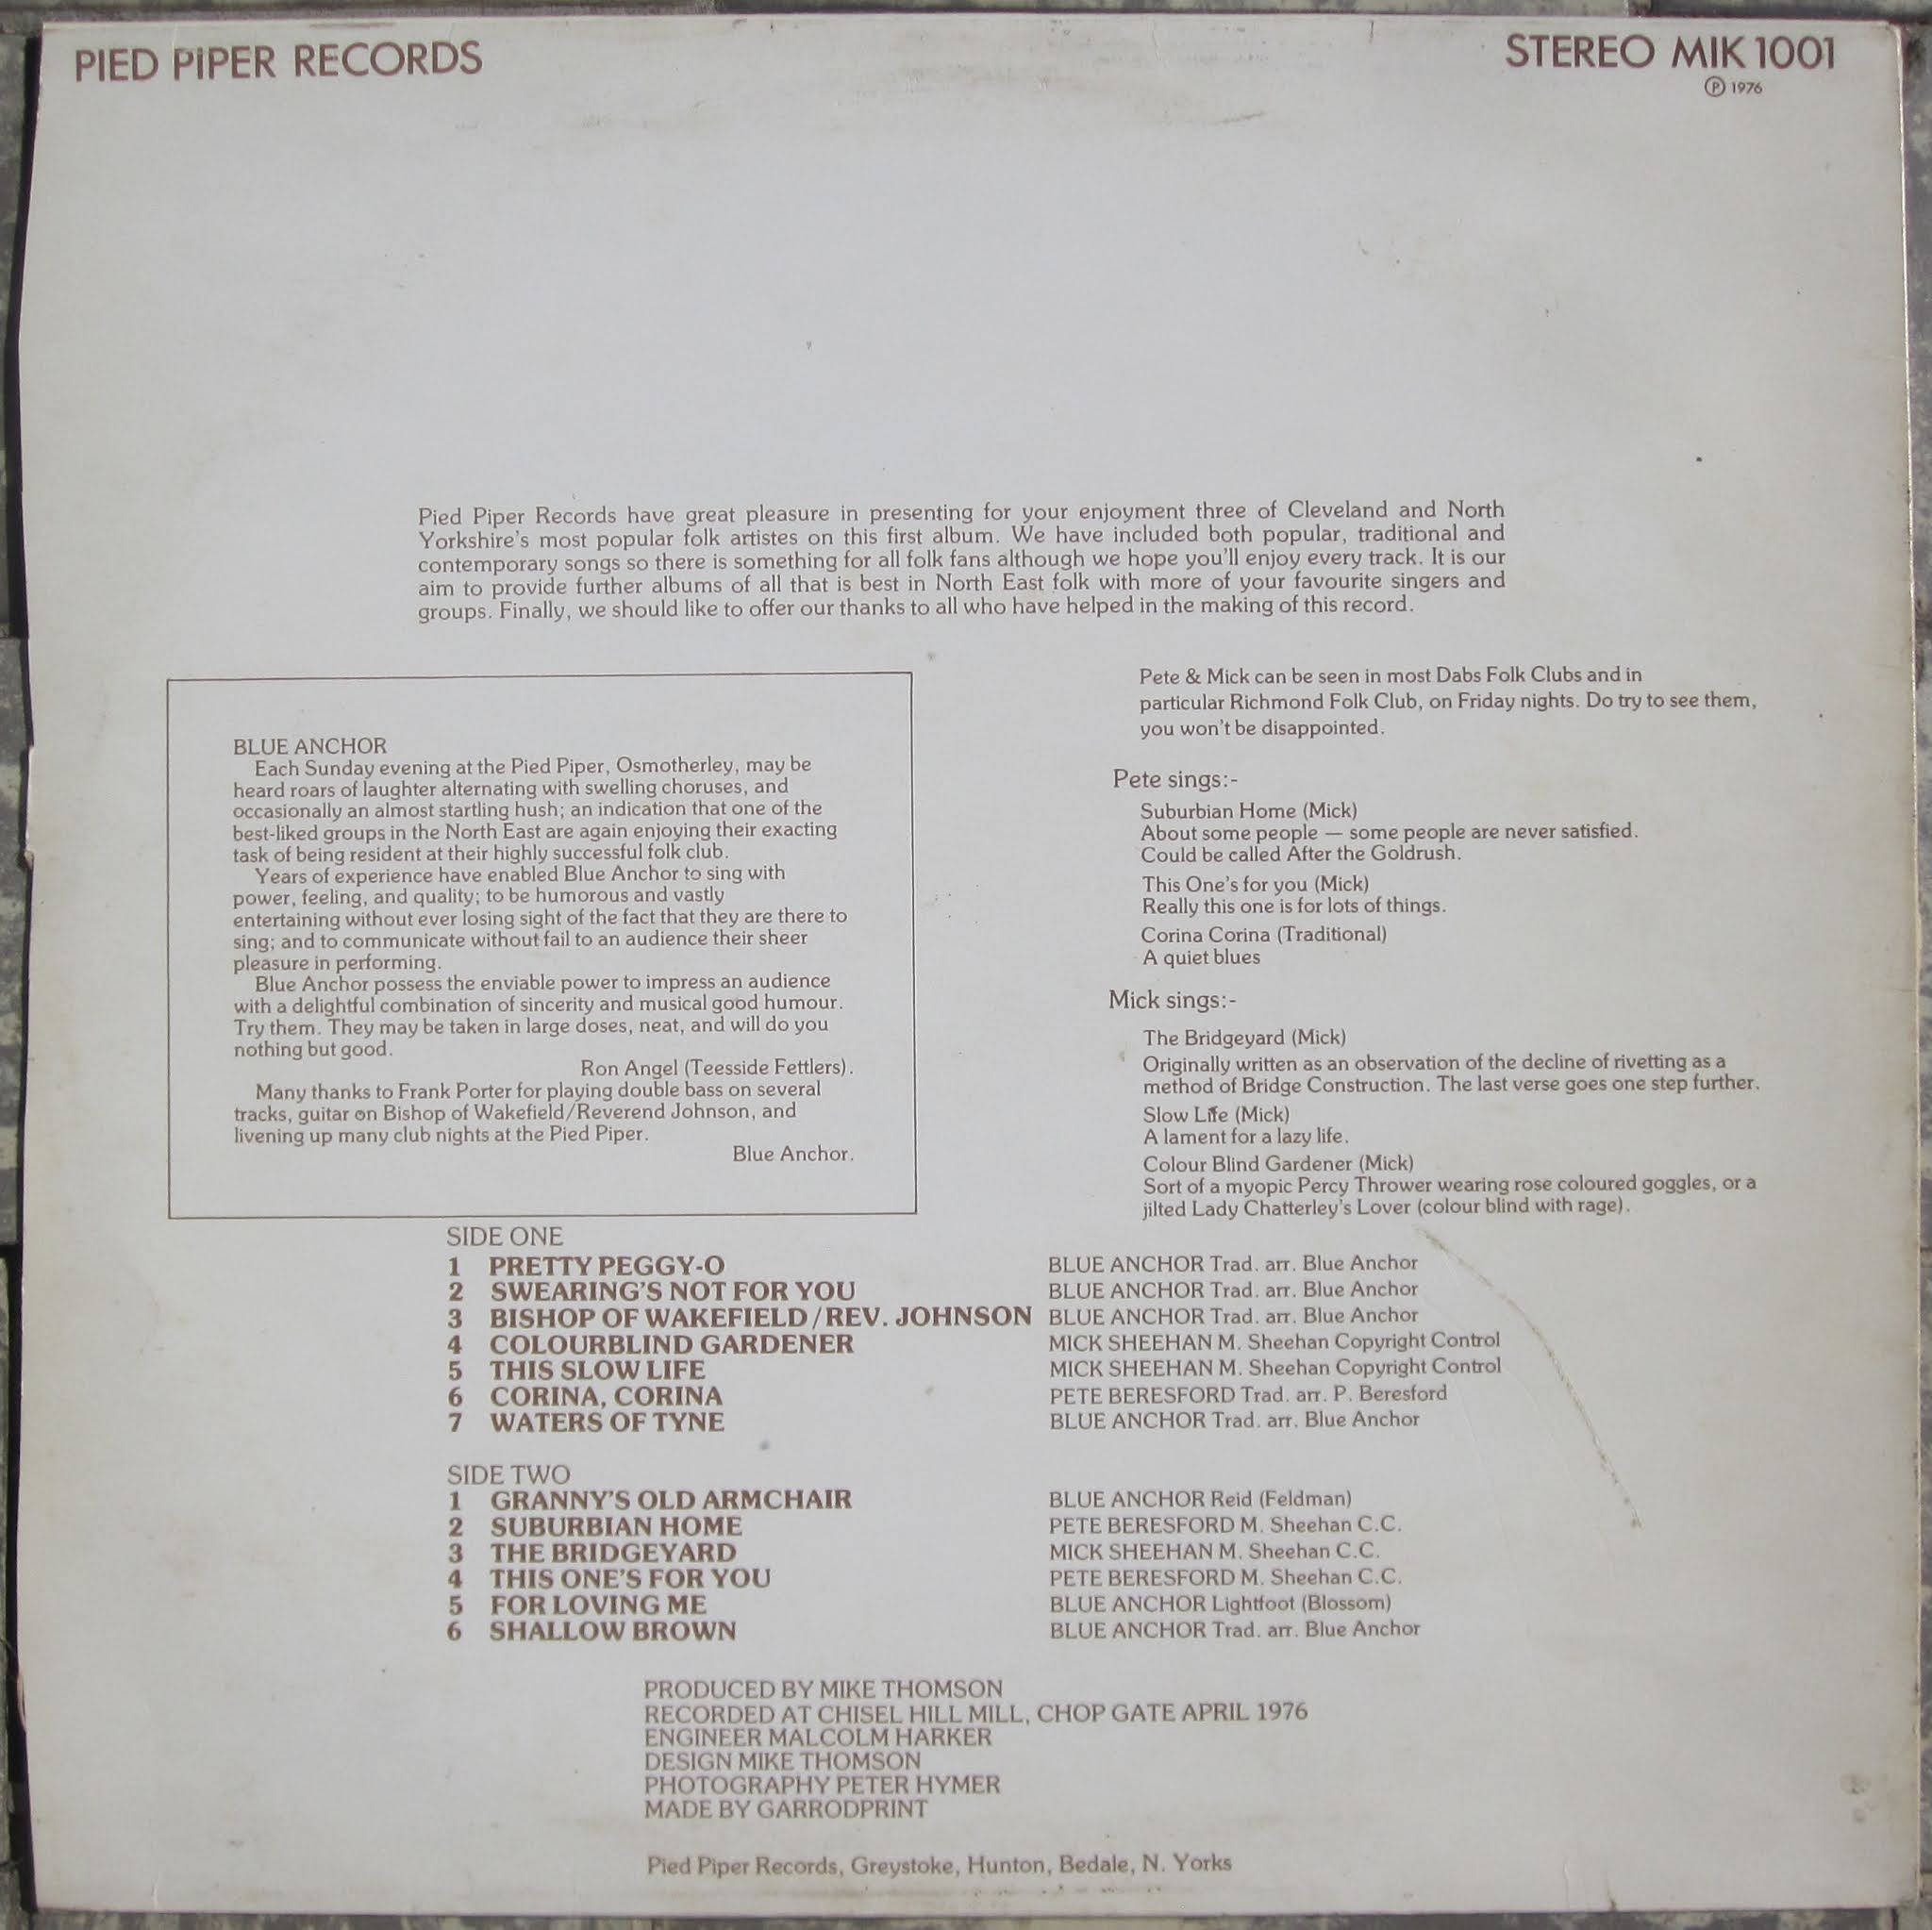 PIED PIPER RECORDS
STEREO MIK 1001
Ⓟ 1976
Pied Piper Records have great pleasure in presenting for your enjoyment three of Cleveland and North
Yorkshire's most popular folk artistes on this first album. We have included both popular, traditional and
contemporary songs so there is something for all folk fans although we hope you'll enjoy every track. It is our
aim to provide further albums of all that is best in North East folk with more of your favourite singers and
groups. Finally, we should like to offer our thanks to all who have helped in the making of this record.
BLUE ANCHOR
Each Sunday evening at the Pied Piper, Osmotherley, may be
heard roars of laughter alternating with swelling choruses, and
occasionally an almost startling hush; an indication that one of the
best-liked groups in the North East are again enjoying their exacting
task of being resident at their highly successful folk club.
Years of experience have enabled Blue Anchor to sing with
power, feeling, and quality; to be humorous and vastly
entertaining without ever losing sight of the fact that they are there to
sing; and to communicate without fail to an audience their sheer
pleasure in performing.
Blue Anchor possess the enviable power to impress an audience
with a delightful combination of sincerity and musical good humour.
Try them. They may be taken in large doses, neat, and will do you
nothing but good.
Ron Angel (Teesside Fettlers).
Many thanks to Frank Porter for playing double bass on several
tracks, guitar on Bishop of Wakefield/Reverend Johnson, and
livening up many club nights at the Pied Piper.
Blue Anchor.
Pete & Mick can be seen in most Dabs Folk Clubs and in
particular Richmond Folk Club, on Friday nights. Do try to see them,
you won't be disappointed.
Pete sings:-
Suburbian Home (Mick)
About some people — some people are never satisfied.
Could be called After the Goldrush.
This One's for you (Mick)
Really this one is for lots of things.
Corina Corina (Traditional)
A quiet blues
Mick sings:-
The Bridgeyard (Mick)
Originally written as an observation of the decline of rivetting as a
method of Bridge Construction. The last verse goes one step further.
Slow Life (Mick)
A lament for a lazy life.
Colour Blind Gardener (Mick)
Sort of a myopic Percy Thrower wearing rose coloured goggles, or a
jilted Lady Chatterley's Lover (colour blind with rage).
SIDE ONE
1 PRETTY PEGGY-O BLUE ANCHOR Trad. arr. Blue Anchor
2 SWEARING'S NOT FOR YOU BLUE ANCHOR Trad. arr. Blue Anchor
3 BISHOP OF WAKEFIELD/REV. JOHNSON BLUE ANCHOR Trad. arr. Blue Anchor
4 COLOURBLIND GARDENER MICK SHEEHAN M. Sheehan Copyright Control
5 THIS SLOW LIFE MICK SHEEHAN M. Sheehan Copyright Control
6 CORINA, CORINA PETE BERESFORD Trad. arr. P. Beresford
7 WATERS OF TYNE BLUE ANCHOR Trad. arr. Blue Anchor
SIDE TWO
1 GRANNY'S OLD ARMCHAIR BLUE ANCHOR Reid (Feldman)
2 SUBURBIAN HOME PETE BERESFORD M. Sheehan C.C.
3 THE BRIDGEYARD MICK SHEEHAN M. Sheehan C.C.
4 THIS ONE'S FOR YOU PETE BERESFORD M. Sheehan C.C.
5 FOR LOVING ME BLUE ANCHOR Lightfoot (Blossom)
6 SHALLOW BROWN BLUE ANCHOR Trad. arr. Blue Anchor
PRODUCED BY MIKE THOMSON
RECORDED AT CHISEL HILL MILL, CHOP GATE APRIL 1976
ENGINEER MALCOLM HARKER
DESIGN MIKE THOMSON
PHOTOGRAPHY PETER HYMER
MADE BY GARRODPRINT
Pied Piper Records, Greystoke, Hunton, Bedale, N. Yorks